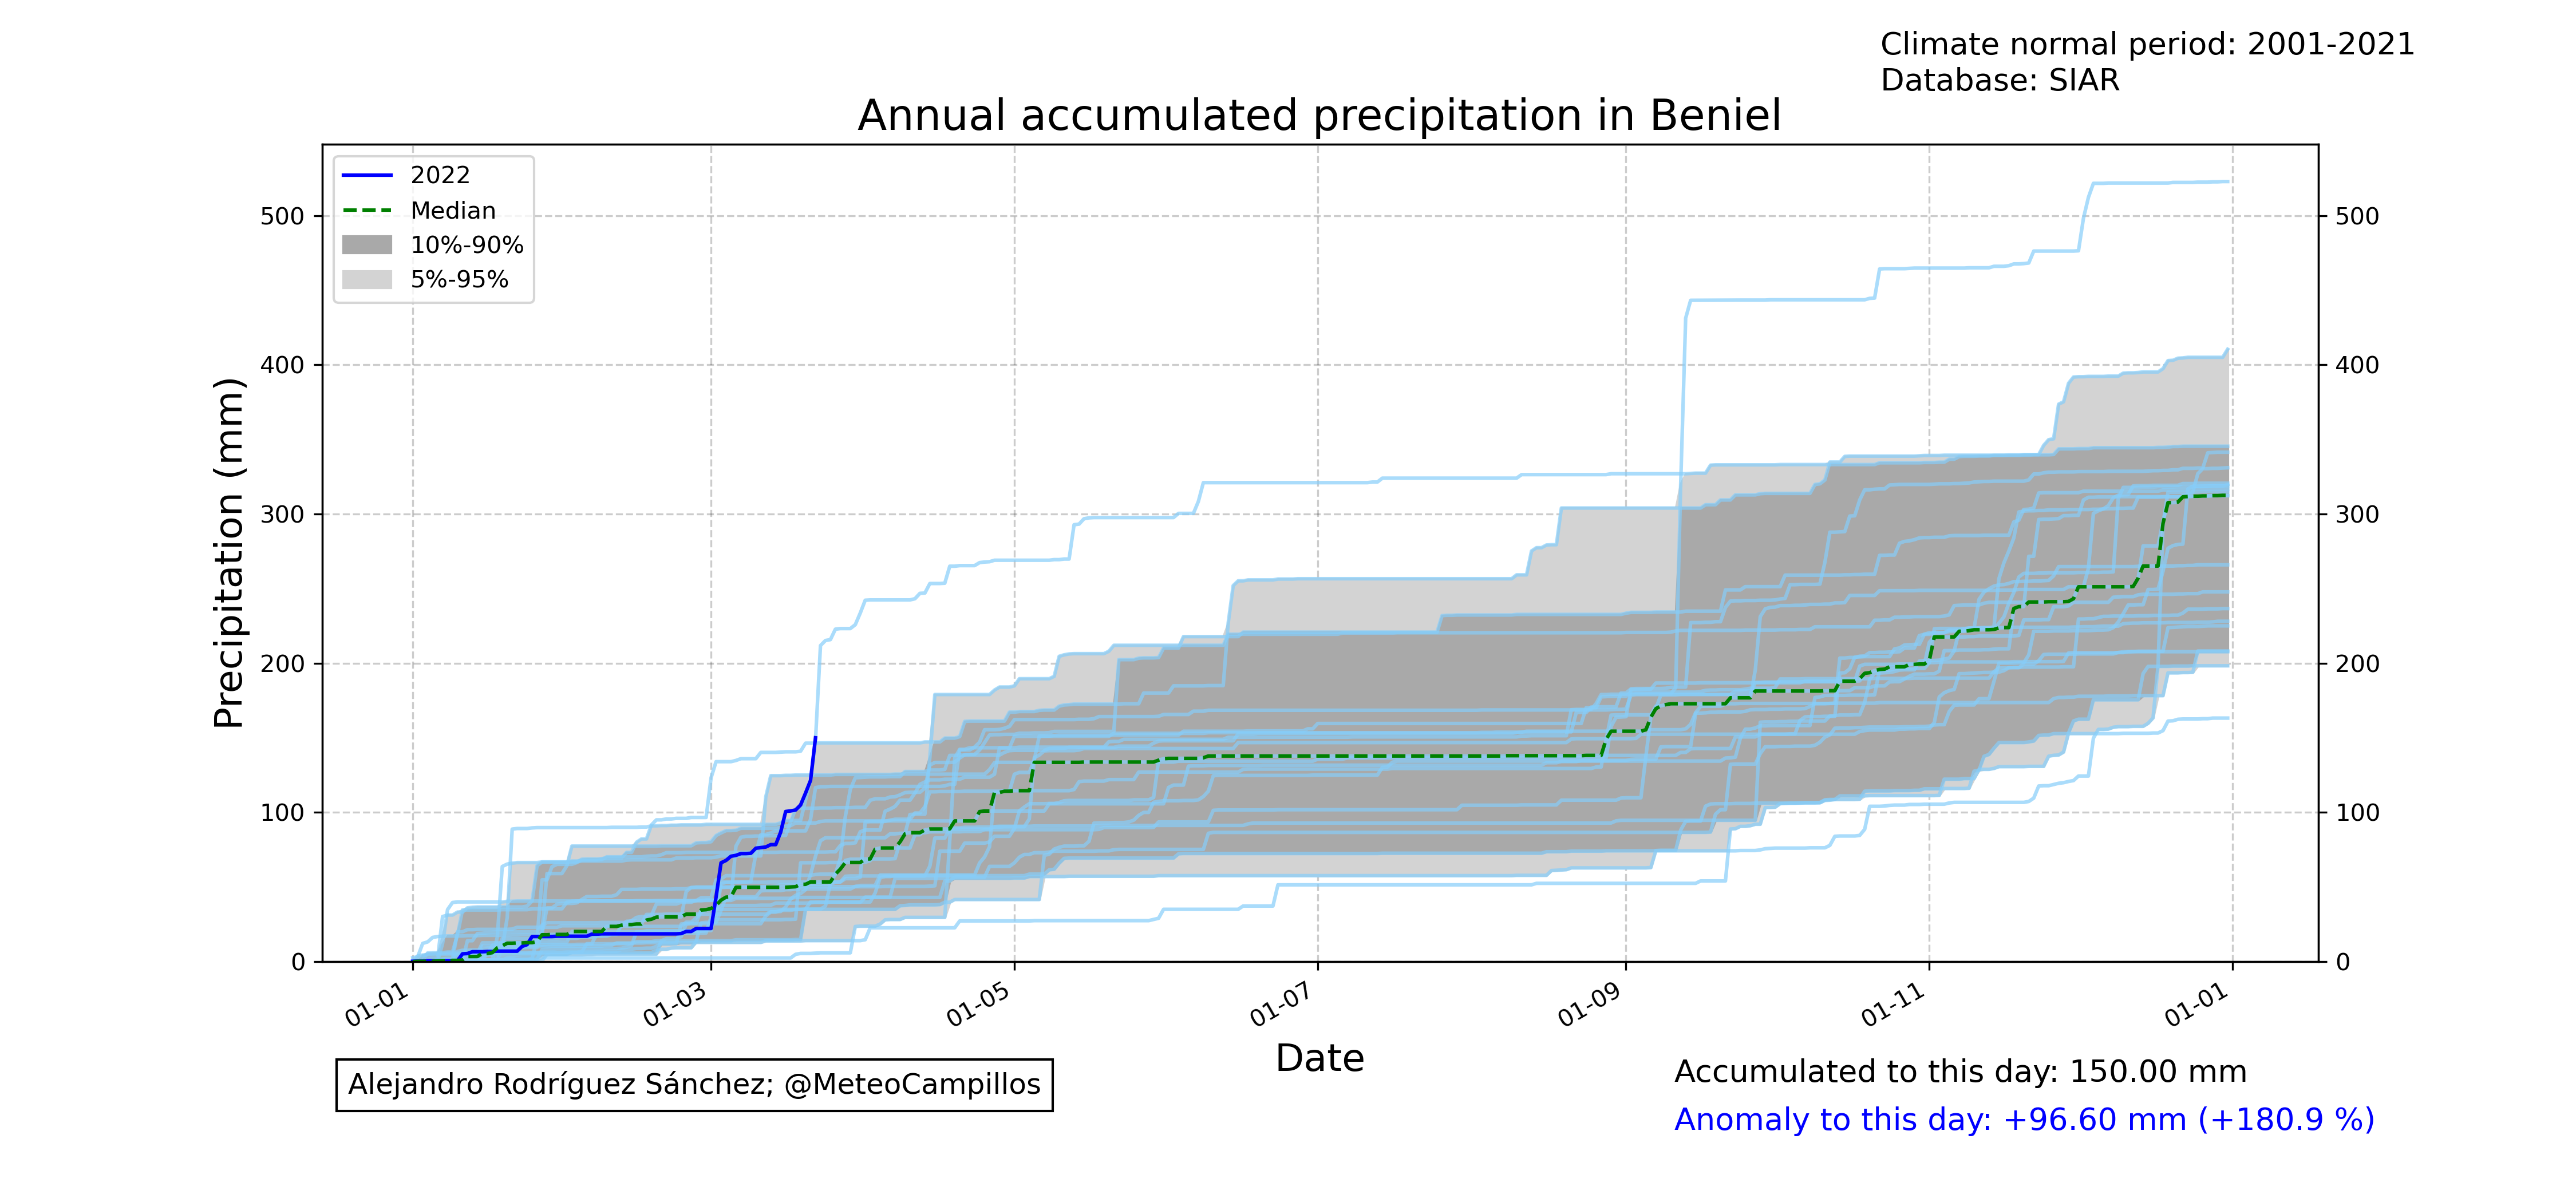 Climate normal period: 2001-2021
Database: SIAR
Annual accumulated precipitation in Beniel
2022
Median
10%-90%
5%-95%
Precipitation (mm)
500
400
300
200
100
0
500
400
300
200
100
0
01-01
01-03
01-05
01-07
01-09
01-11
01-01
Date
Alejandro Rodríguez Sánchez; @MeteoCampillos
Accumulated to this day: 150.00 mm
Anomaly to this day: +96.60 mm (+180.9 %)